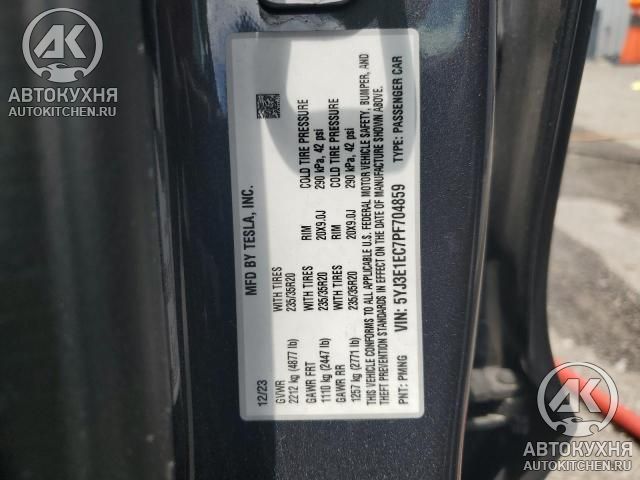 АК
АВТОКУХНЯ
AUTOKITCHEN.RU
MFD BY TESLA, INC.
12/23
GVWR WITH TIRES RIM COLD TIRE PRESSURE
2212 kg (4877 lb) 235/35R20
GAWR FRT WITH TIRES RIM COLD TIRE PRESSURE
1110 kg (2447 lb) 235/35R20 20X9.0J 290 kPa, 42 psi
GAWR RR
1257 kg (2771 lb) 235/35R20 20X9.0J 290 kPa, 42 psi
THIS VEHICLE CONFORMS TO ALL APPLICABLE U.S. FEDERAL MOTOR VEHICLE SAFETY, BUMPER, AND
THEFT PREVENTION STANDARDS IN EFFECT ON THE DATE OF MANUFACTURE SHOWN ABOVE.
PNT: PMNG VIN: 5YJ3E1EC7PF704859 TYPE: PASSENGER CAR
АК
АВТОКУХНЯ
AUTOKITCHEN.RU